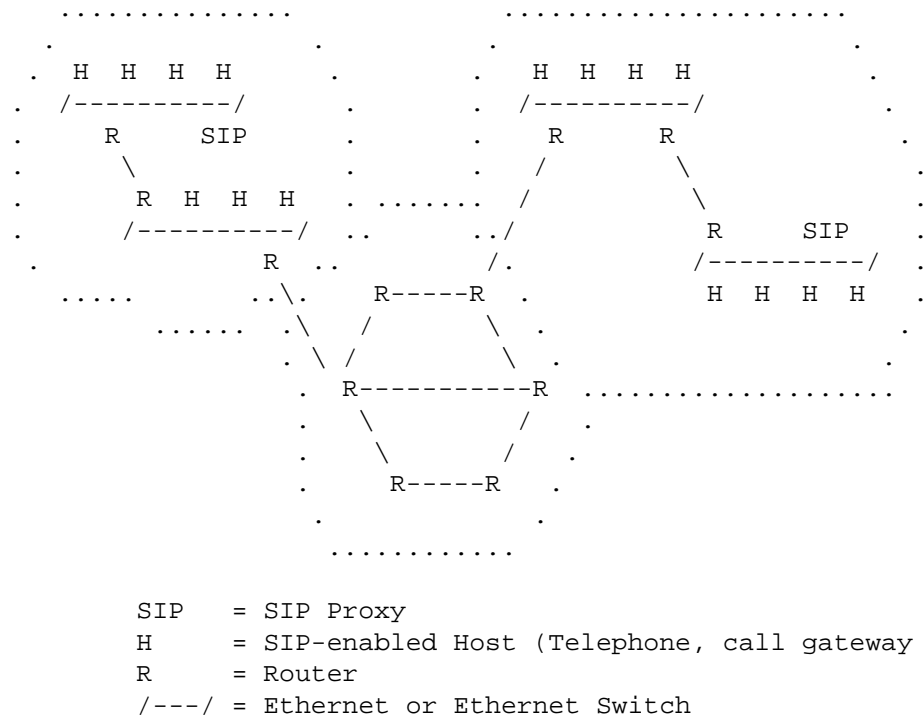 H H H H H H H H
/----------/ /----------/
R SIP R R
R H H H
/----------/ R SIP
R /----------/
R-----R H H H H
R-----------R
R-----R
SIP = SIP Proxy
H = SIP-enabled Host (Telephone, call gateway
R = Router
/---/ = Ethernet or Ethernet Switch